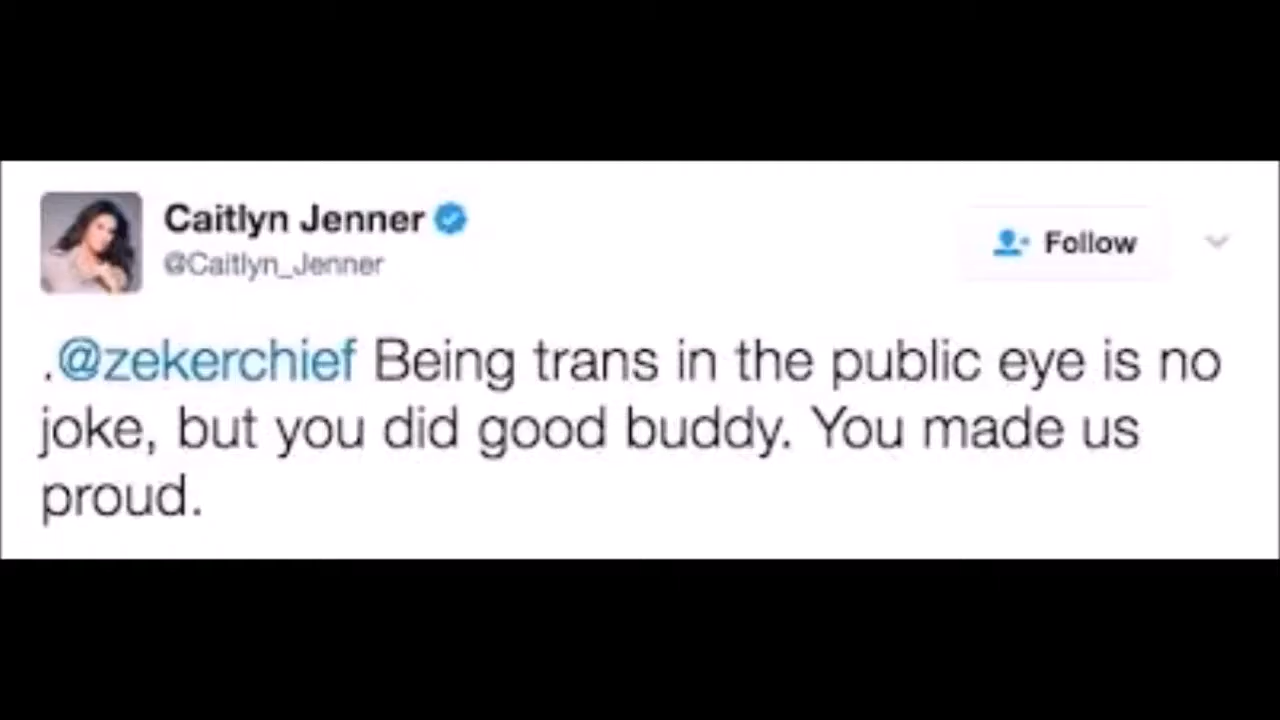 Caitlyn Jenner
@Caitlyn_Jenner
Follow
.@zekerchief Being trans in the public eye is no
joke, but you did good buddy. You made us
proud.